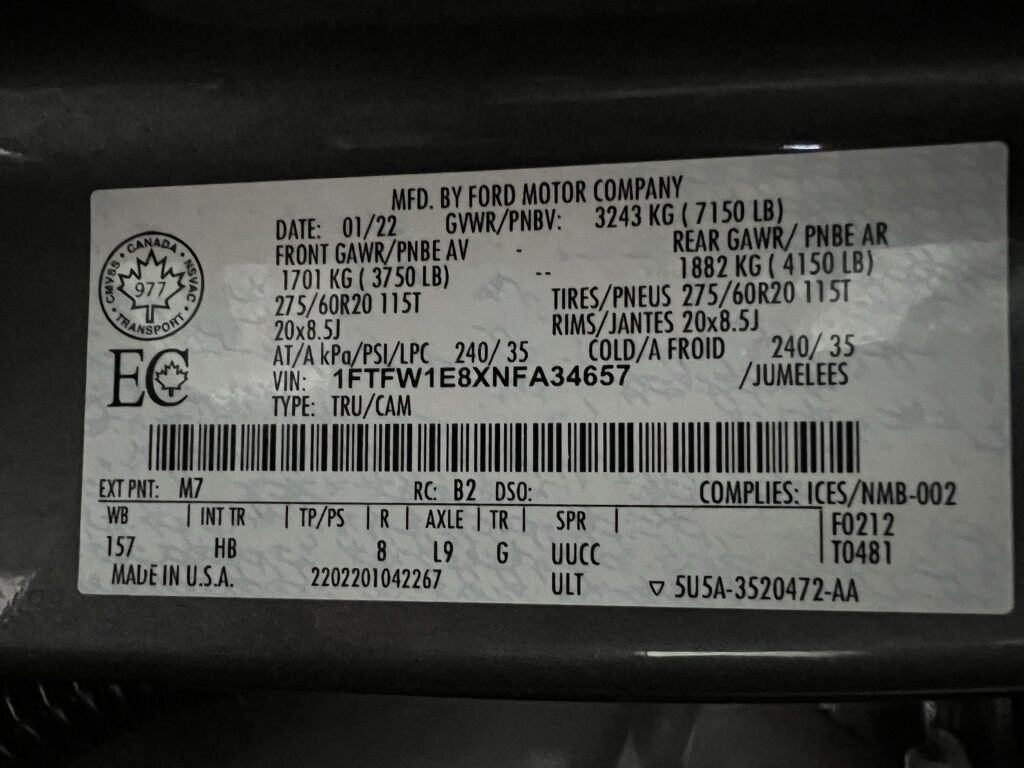 MFD. BY FORD MOTOR COMPANY
DATE: 01/22 GVWR/PNBV: 3243 KG ( 7150 LB)
FRONT GAWR/PNBE AV - REAR GAWR/ PNBE AR
1701 KG ( 3750 LB) -- 1882 KG ( 4150 LB)
275/60R20 115T TIRES/PNEUS 275/60R20 115T
20x8.5J RIMS/JANTES 20x8.5J
AT/A kPa/PSI/LPC 240/ 35 COLD/A FROID 240/ 35
VIN: 1FTFW1E8XNFA34657 /JUMELEES
TYPE: TRU/CAM
CANADA
CMVSS NSVAC
977
TRANSPORT
EC
EXT PNT: M7 RC: B2 DSO: COMPLIES: ICES/NMB-002
WB | INT TR | TP/PS | R | AXLE | TR | SPR | F0212
157 HB 8 L9 G UUCC T0481
MADE IN U.S.A. 2202201042267 ULT ▽ 5U5A-3520472-AA